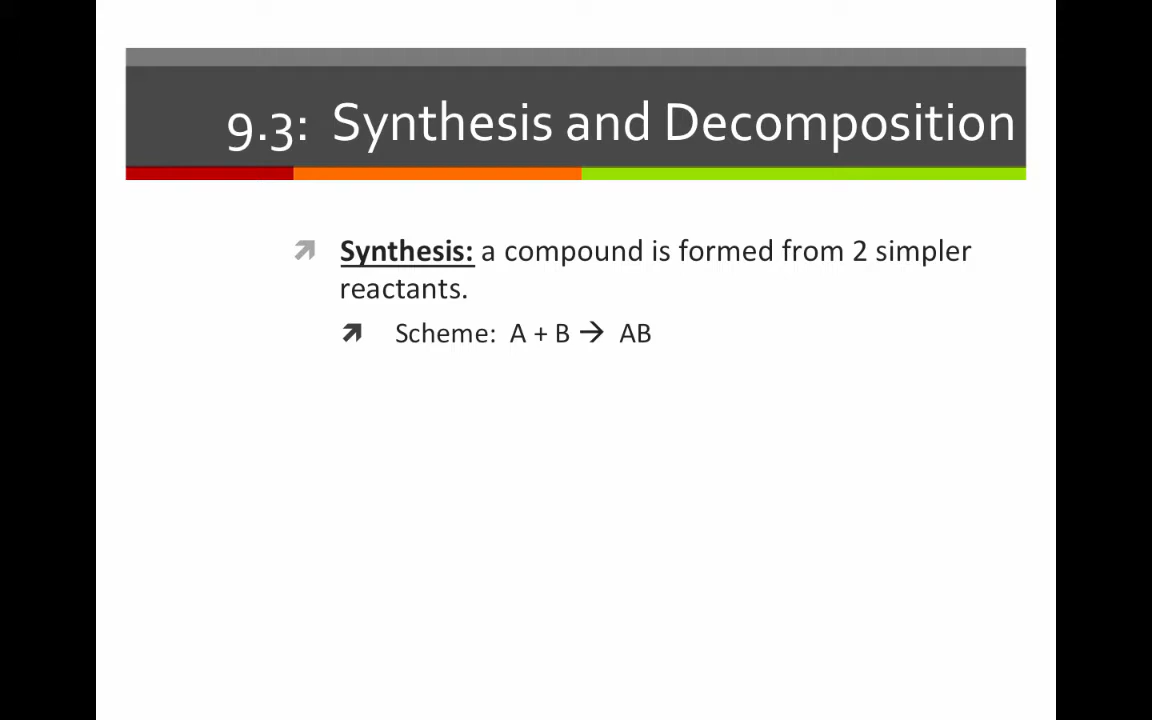 9.3: Synthesis and Decomposition
Synthesis: a compound is formed from 2 simpler
reactants.
Scheme: A + B → AB